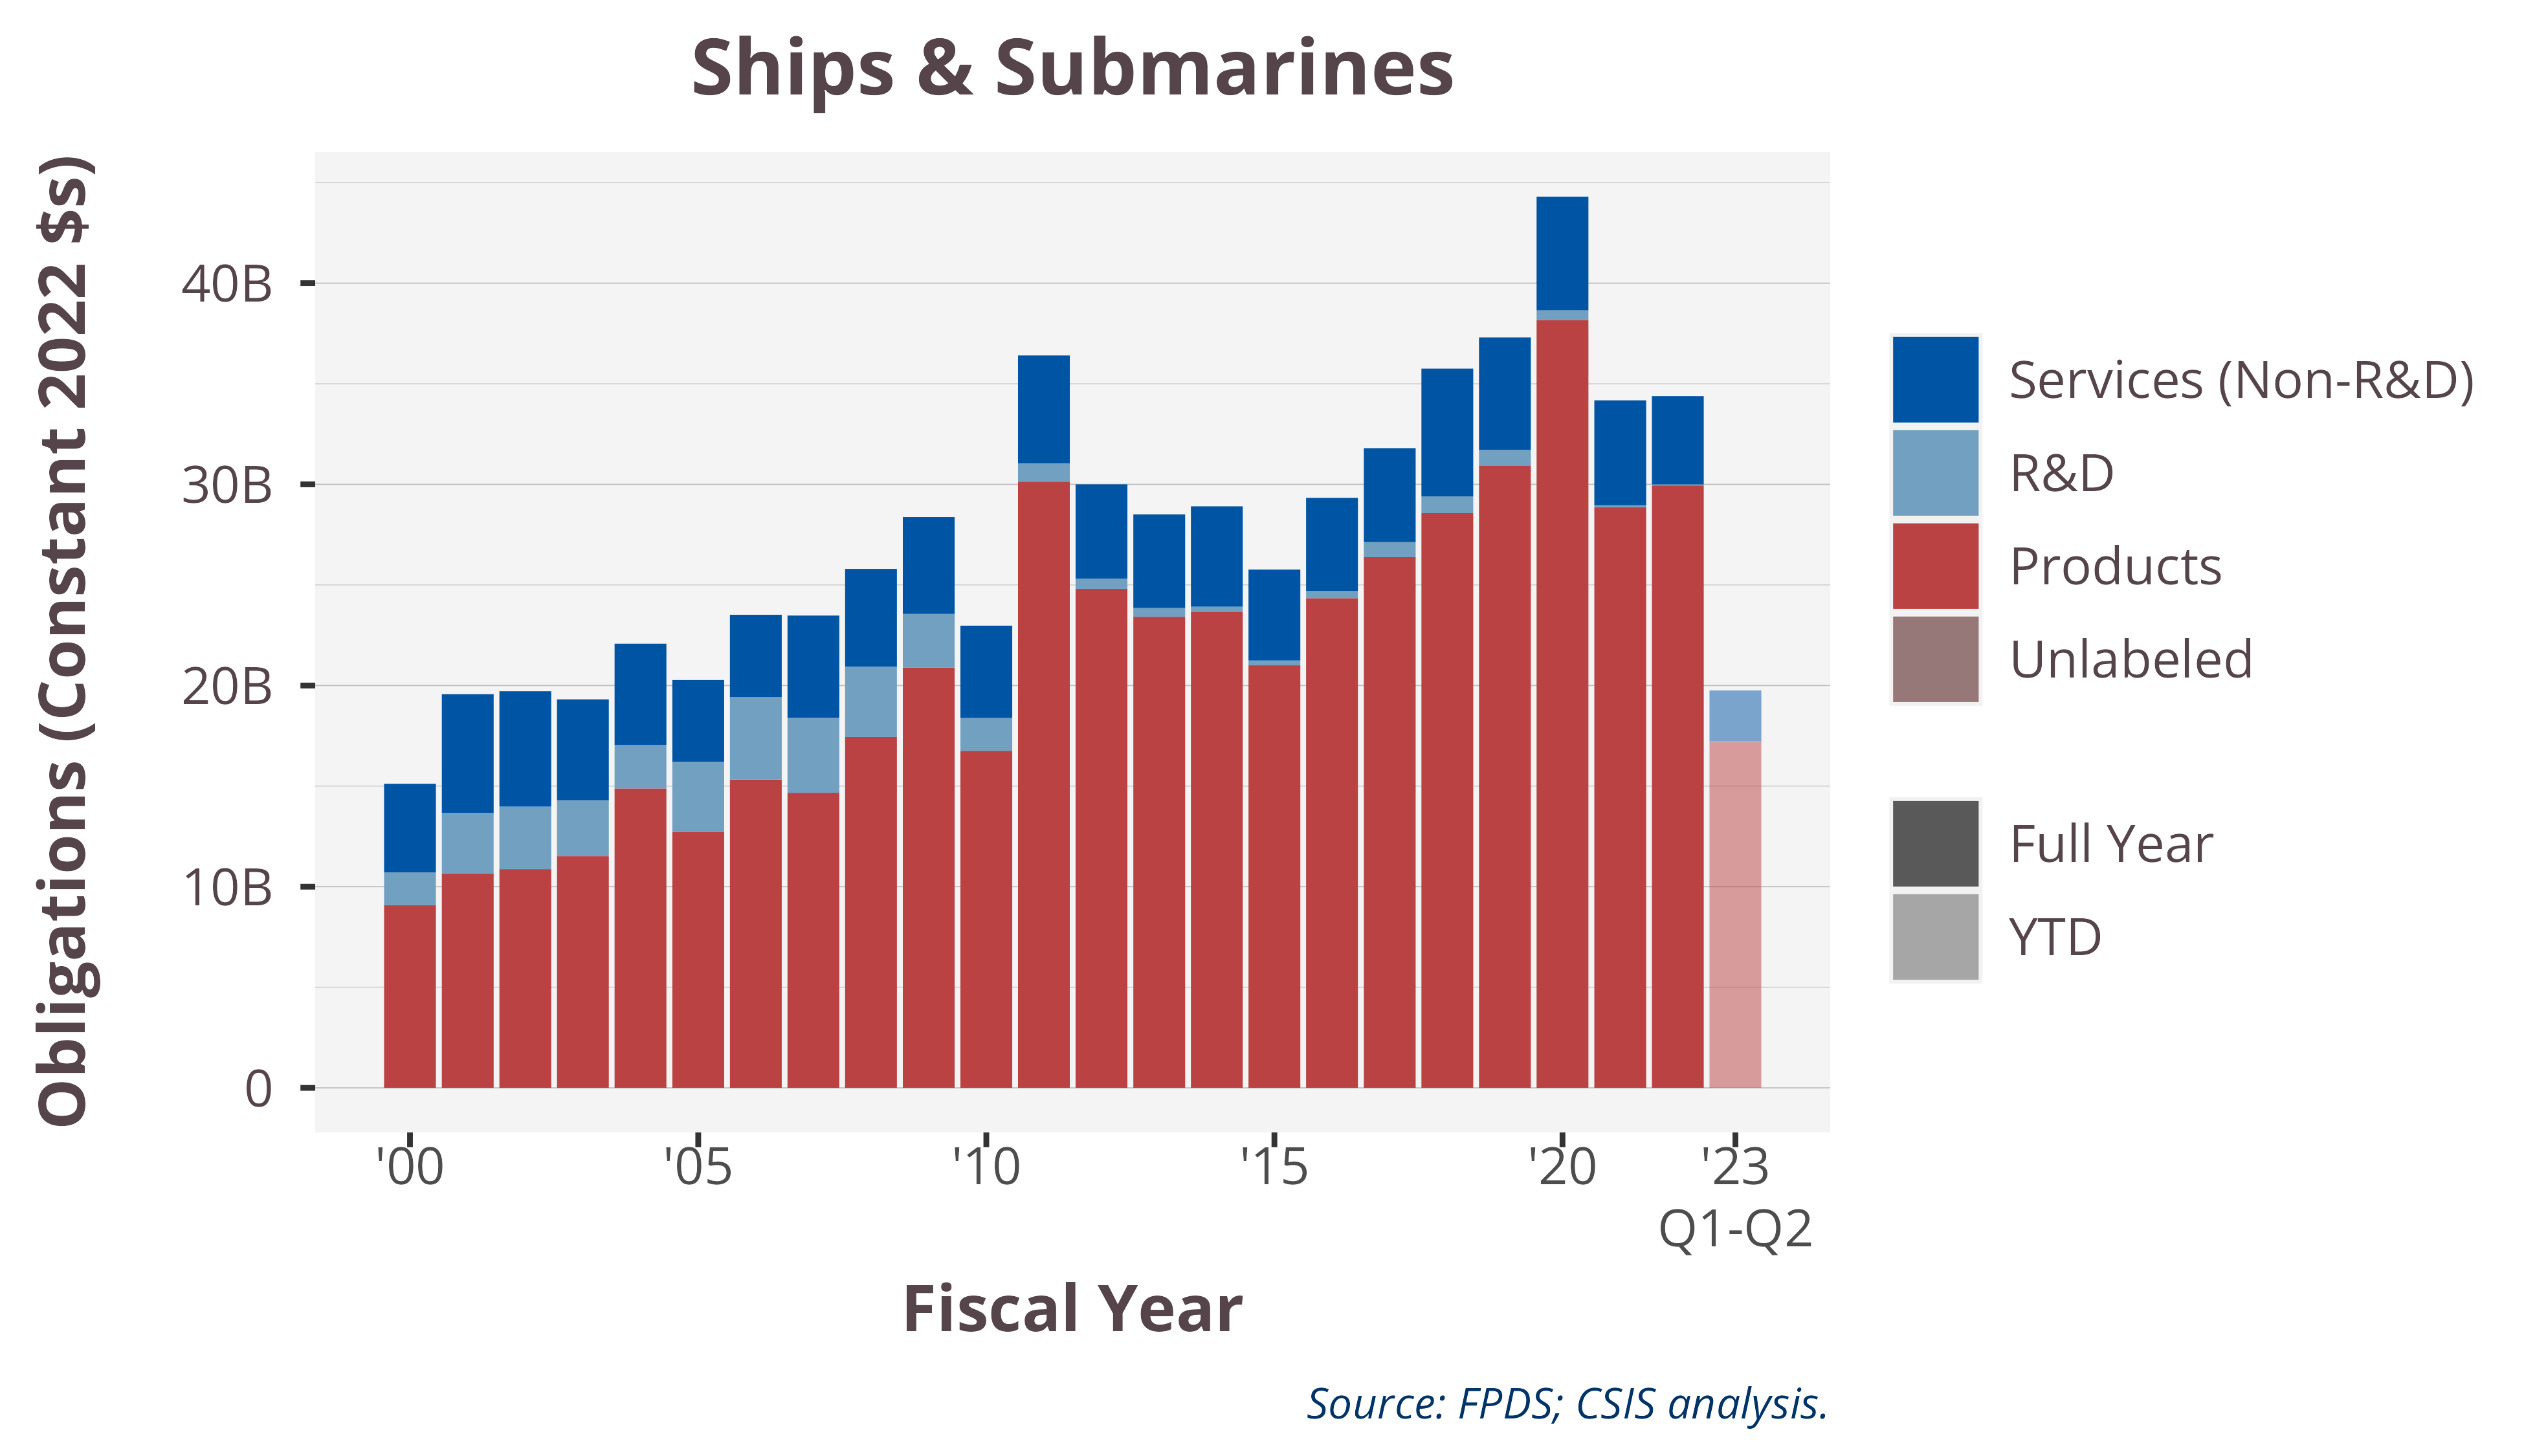 Ships & Submarines
Obligations (Constant 2022 $s)
40B
30B
20B
10B
0
'00
'05
'10
'15
'20
'23
Q1-Q2
Fiscal Year
Services (Non-R&D)
R&D
Products
Unlabeled
Full Year
YTD
Source: FPDS; CSIS analysis.